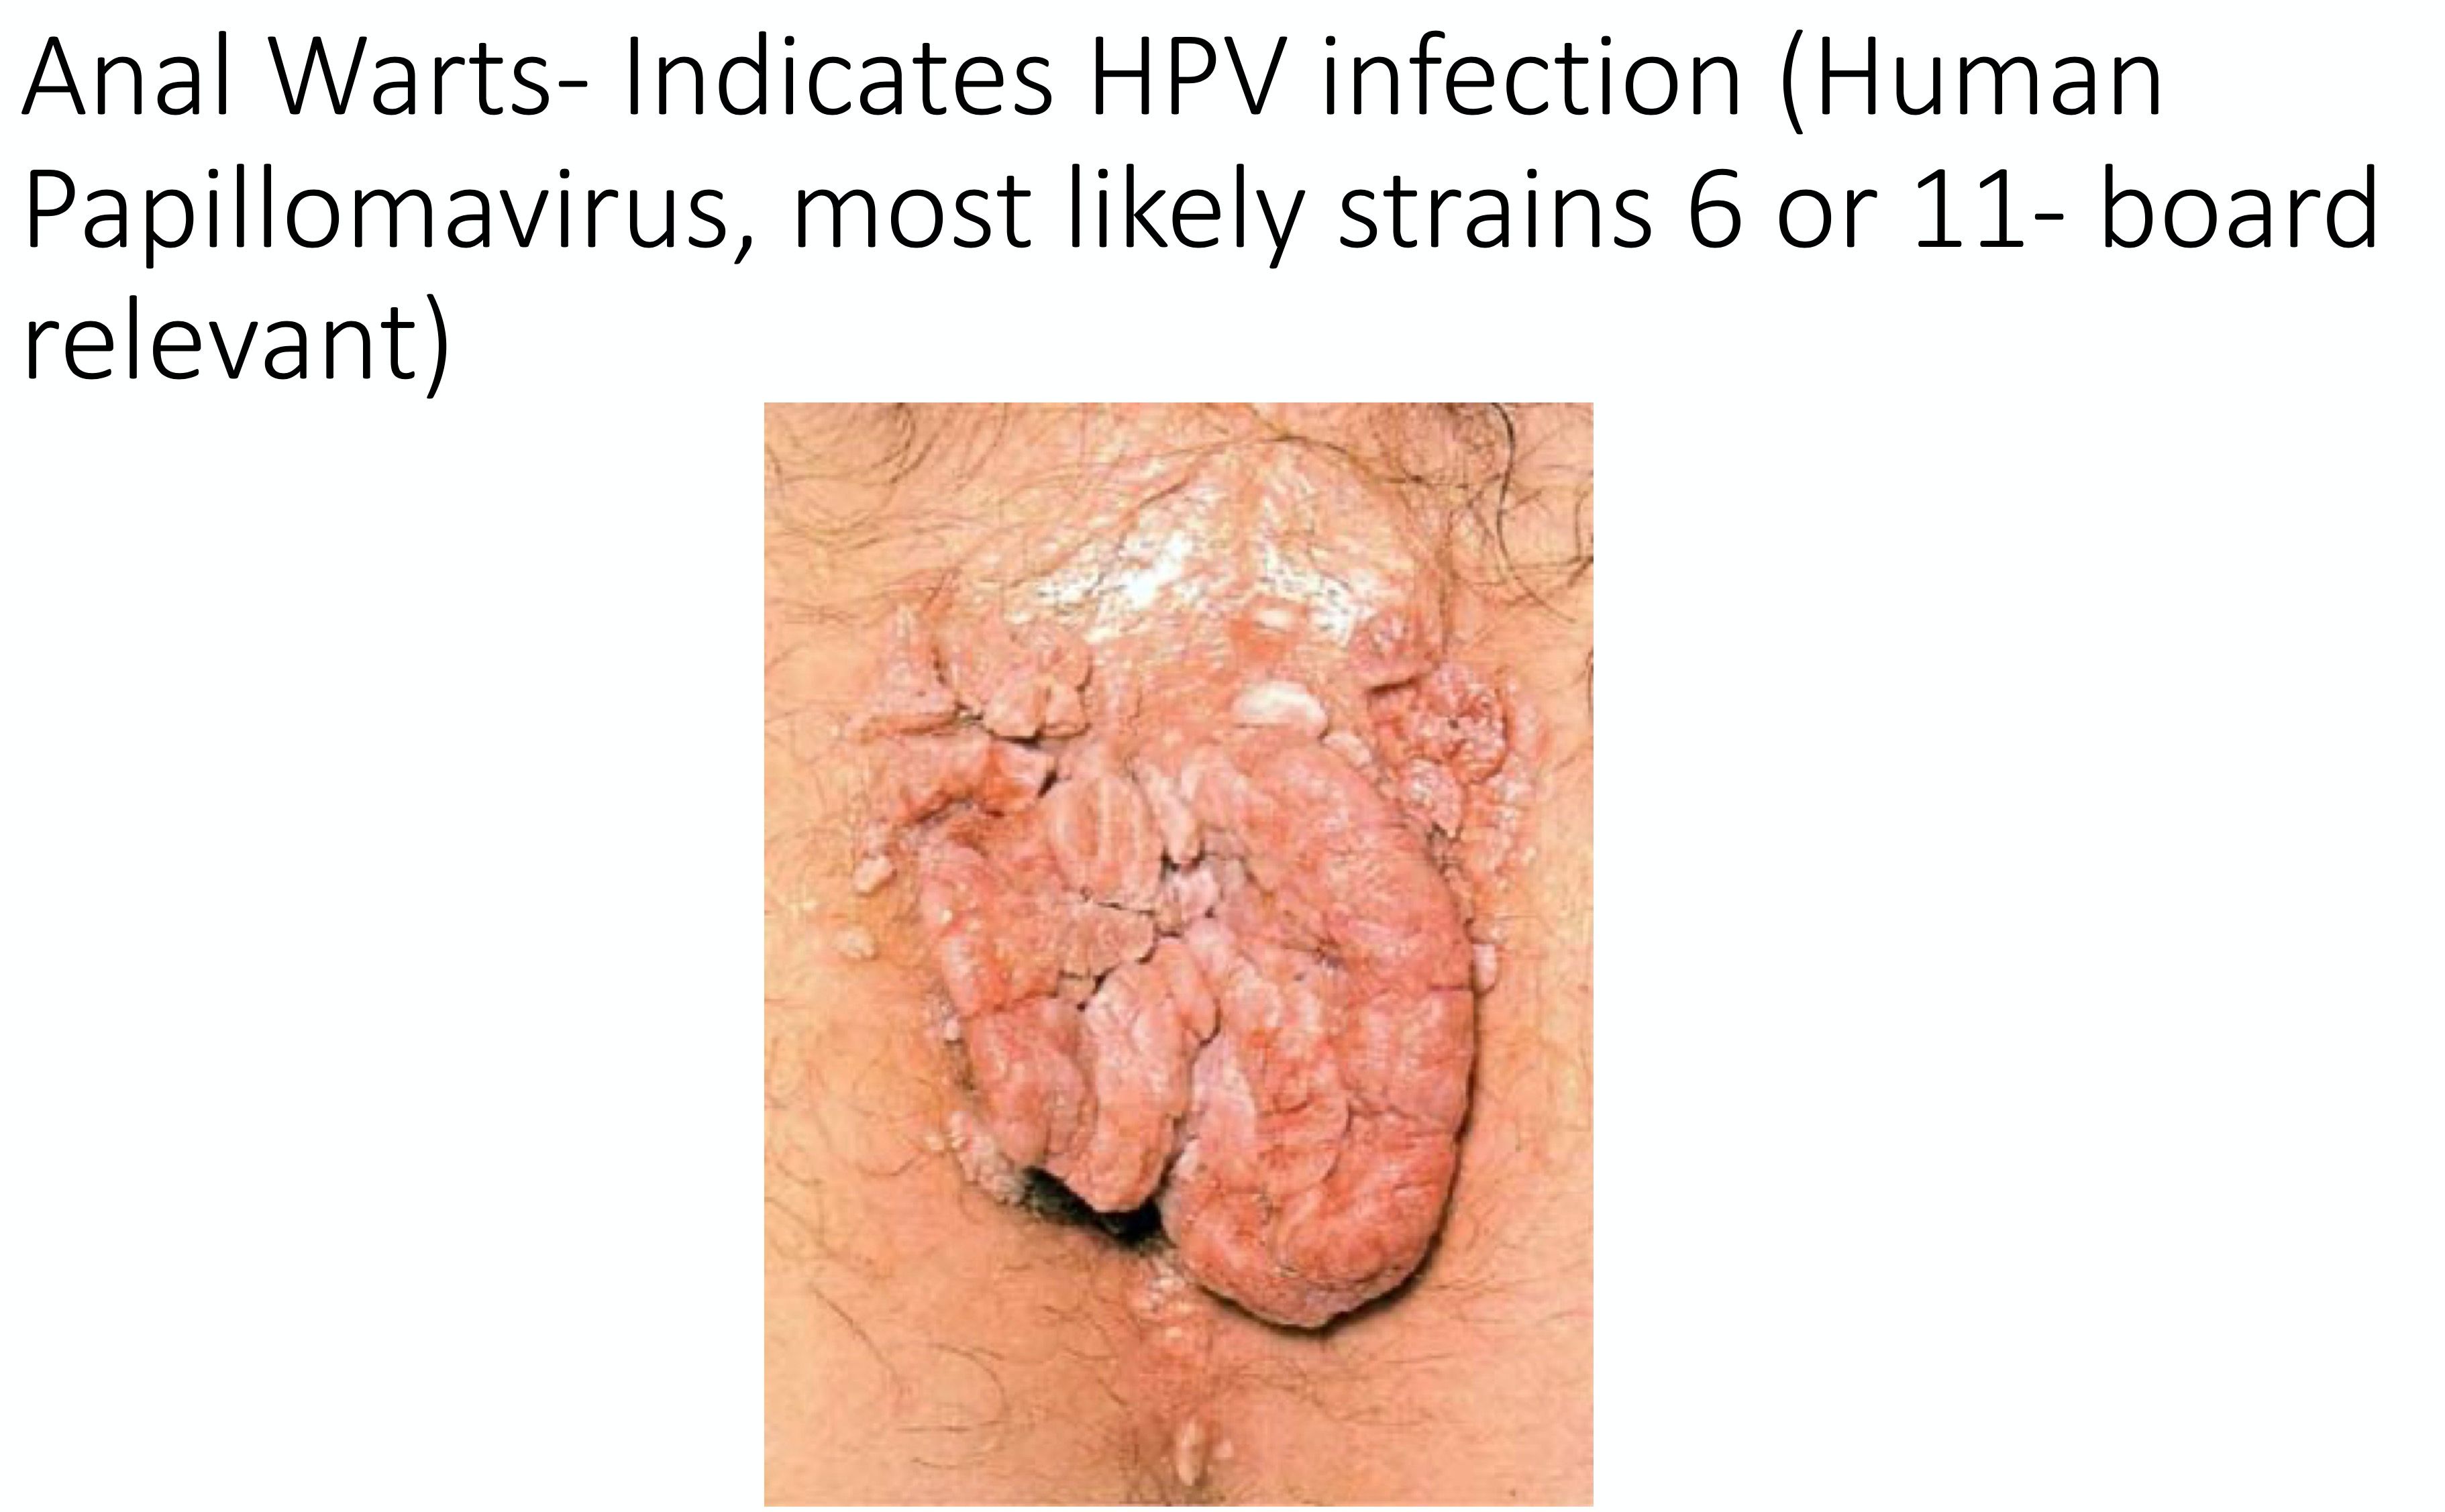 Anal Warts- Indicates HPV infection (Human
Papillomavirus, most likely strains 6 or 11- board
relevant)